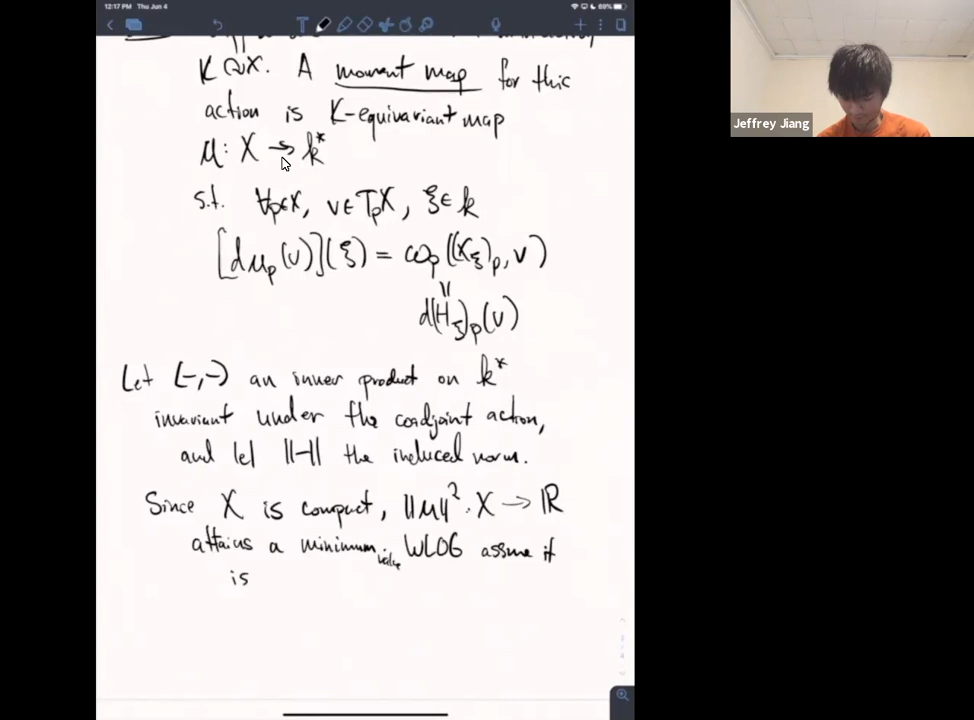 12:17 PM Thu Jun 4
69%
K ↷ X. A moment map for this
action is K-equivariant map
μ: X → k*
s.t. ∀p∈X, v∈TpX, ξ∈k
[dμp(v)](ξ) = ωp((Xξ)p, v)
=
d(Hξ)p(v)
Let (-,-) an inner product on k*
invariant under the coadjoint action,
and let ||-|| the induced norm.
Since X is compact, ||μ||²: X → ℝ
attains a minimum value WLOG assume it
is
Jeffrey Jiang